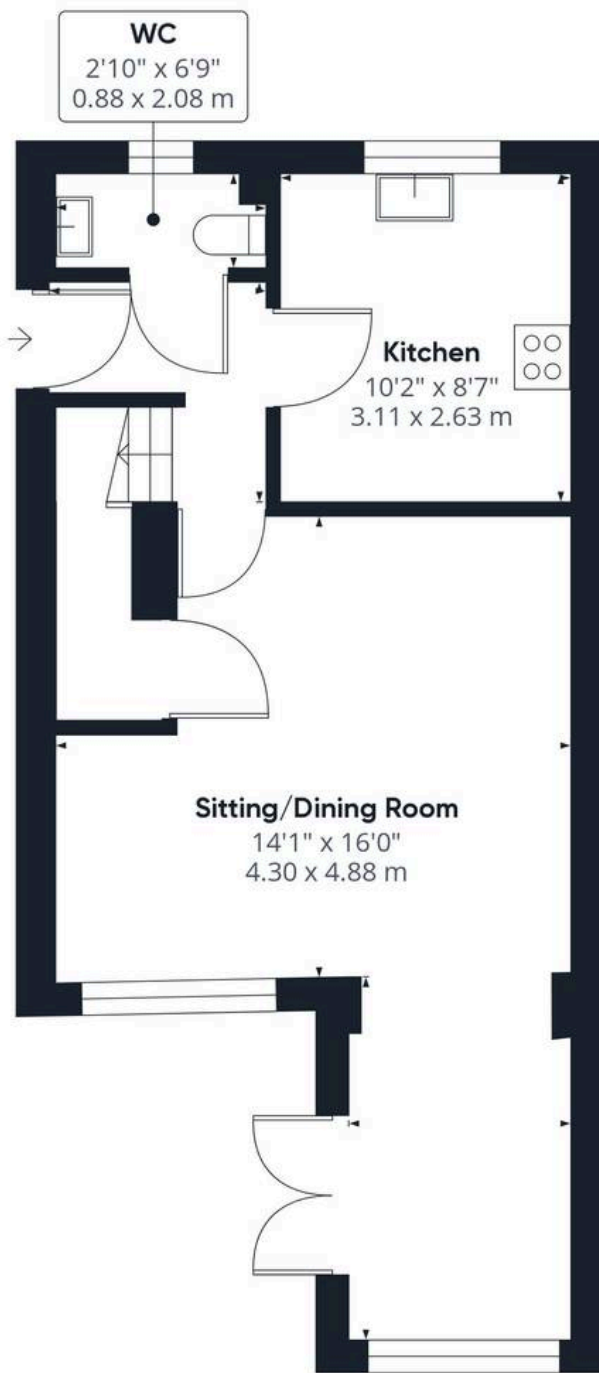 WC
2'10" x 6'9"
0.88 x 2.08 m
Kitchen
10'2" x 8'7"
3.11 x 2.63 m
Sitting/Dining Room
14'1" x 16'0"
4.30 x 4.88 m